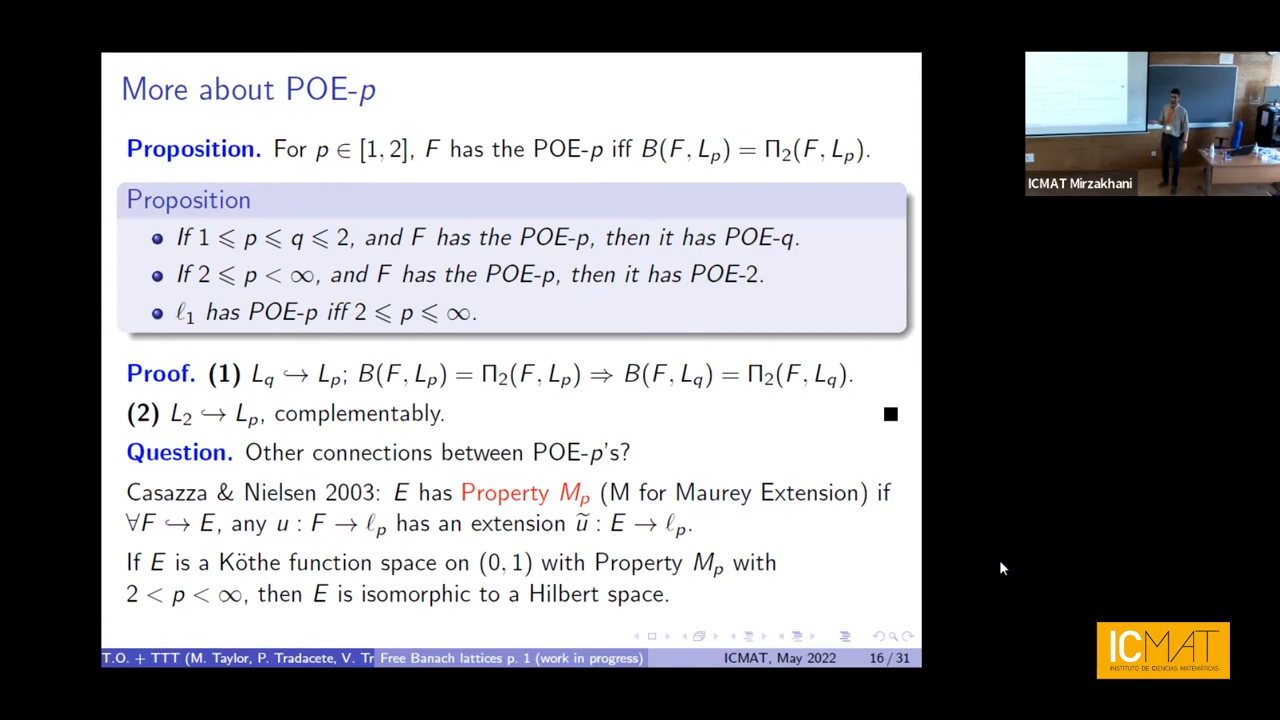 More about POE-p
Proposition. For p ∈ [1, 2], F has the POE-p iff B(F, L_p) = Π_2(F, L_p).
Proposition
If 1 ⩽ p ⩽ q ⩽ 2, and F has the POE-p, then it has POE-q.
If 2 ⩽ p < ∞, and F has the POE-p, then it has POE-2.
ℓ_1 has POE-p iff 2 ⩽ p ⩽ ∞.
Proof. (1) L_q ↪ L_p; B(F, L_p) = Π_2(F, L_p) ⇒ B(F, L_q) = Π_2(F, L_q).
(2) L_2 ↪ L_p, complementably. ■
Question. Other connections between POE-p's?
Casazza & Nielsen 2003: E has Property M_p (M for Maurey Extension) if
∀F ↪ E, any u : F → ℓ_p has an extension ũ : E → ℓ_p.
If E is a Köthe function space on (0, 1) with Property M_p with
2 < p < ∞, then E is isomorphic to a Hilbert space.
T.O. + TTT (M. Taylor, P. Tradacete, V. Tr Free Banach lattices p. 1 (work in progress) ICMAT, May 2022 16 / 31
ICMAT Mirzakhani
ICMAT
INSTITUTO DE CIENCIAS MATEMÁTICAS